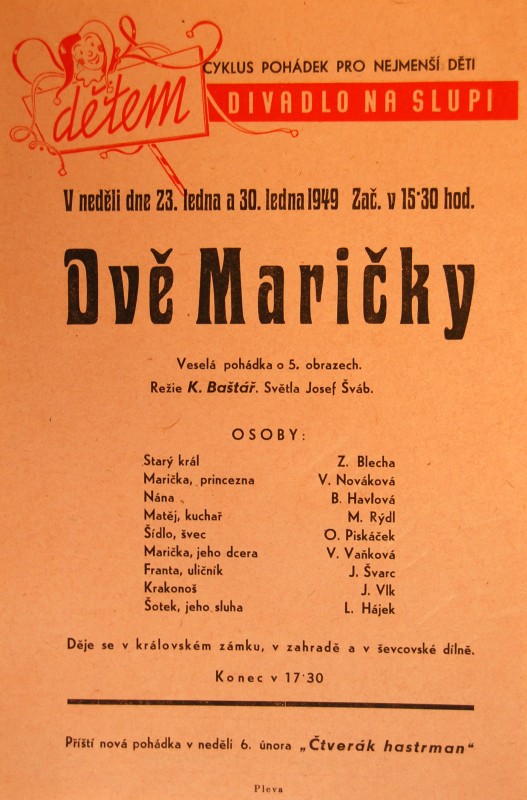 dětem
CYKLUS POHÁDEK PRO NEJMENŠÍ DĚTI
DIVADLO NA SLUPI
V neděli dne 23. ledna a 30. ledna 1949 Zač. v 15·30 hod.
Dvě Maričky
Veselá pohádka o 5. obrazech.
Režie K. Baštář. Světla Josef Šváb.
OSOBY:
Starý král Z. Blecha
Marička, princezna V. Nováková
Nána B. Havlová
Matěj, kuchař M. Rýdl
Šídlo, švec O. Piskáček
Marička, jeho dcera V. Vaňková
Franta, uličník J. Švarc
Krakonoš J. Vlk
Šotek, jeho sluha L. Hájek
Děje se v královském zámku, v zahradě a v ševcovské dílně.
Konec v 17·30
Příští nová pohádka v neděli 6. února „Čtverák hastrman"
Pleva